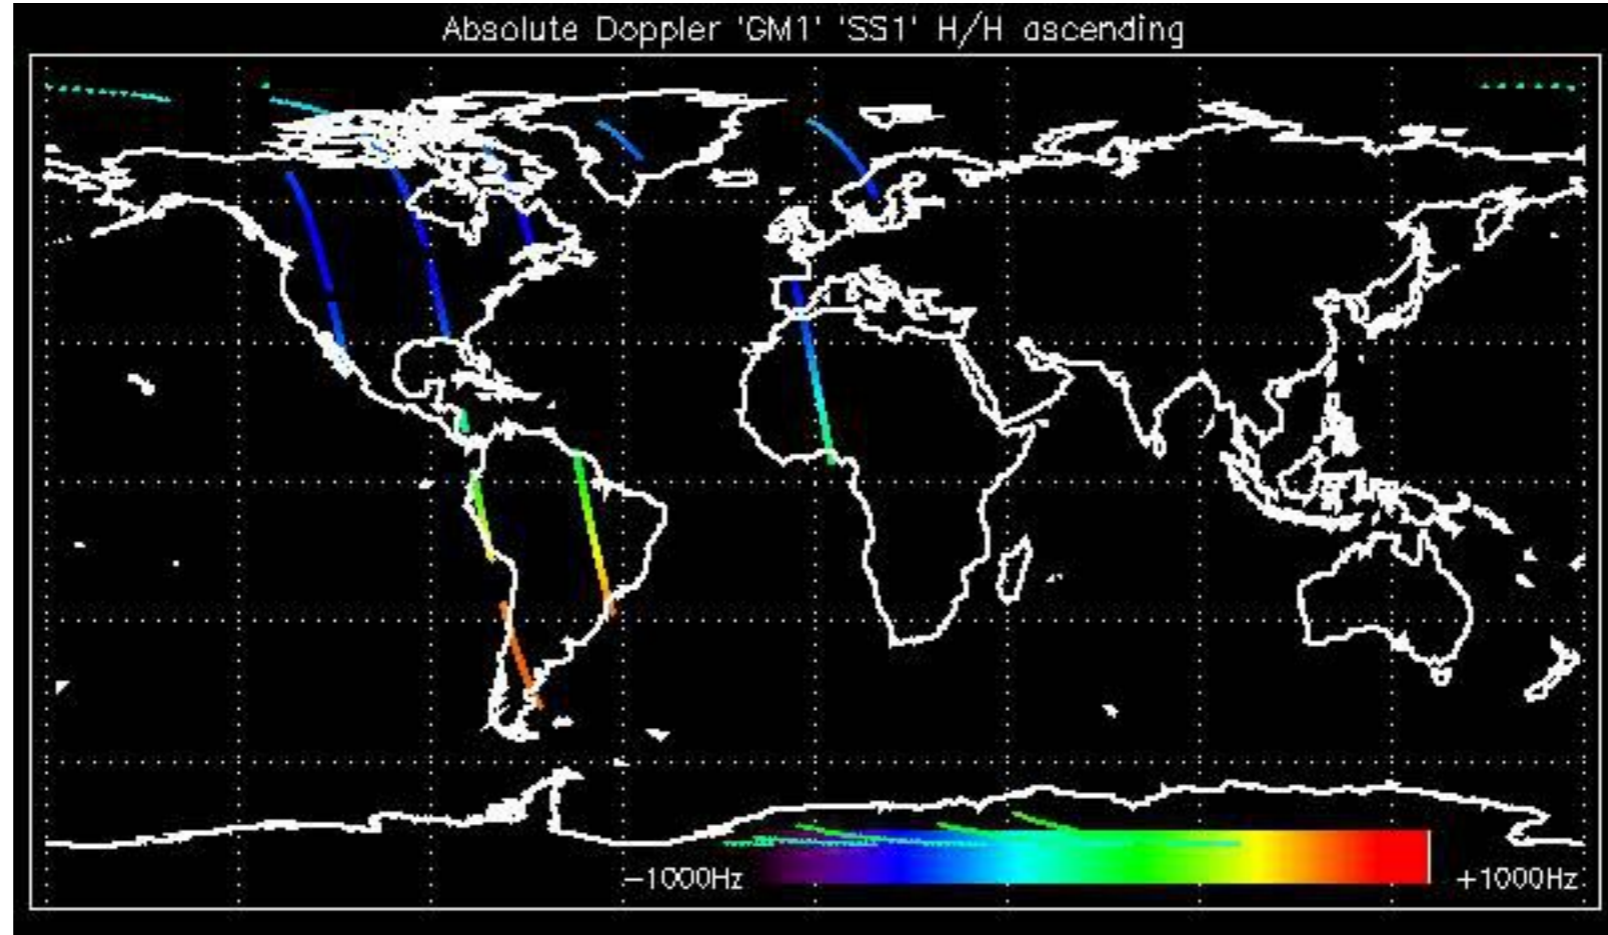 Absolute Doppler 'GM1' 'SS1' H/H ascending
−1000Hz
+1000Hz